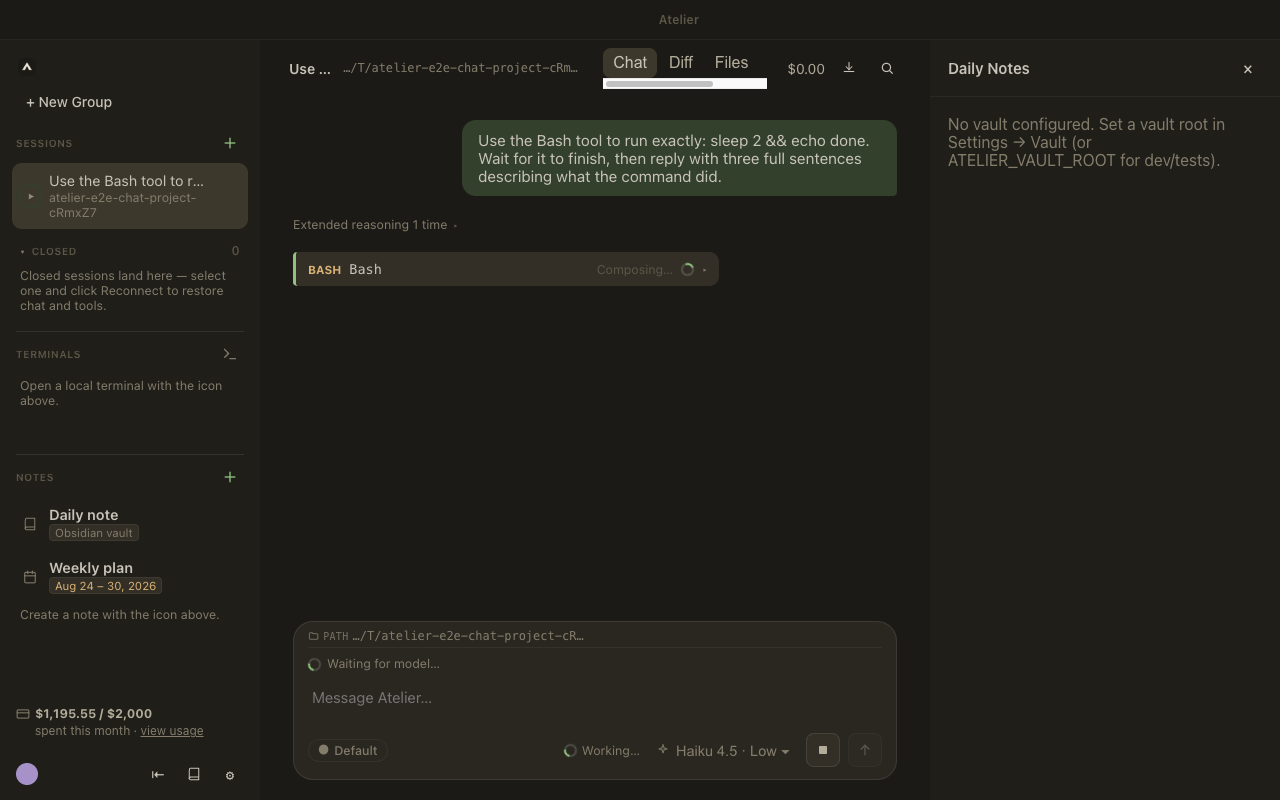 Atelier
+ New Group
SESSIONS
Use the Bash tool to r...
atelier-e2e-chat-project-
cRmxZ7
CLOSED 0
Closed sessions land here — select
one and click Reconnect to restore
chat and tools.
TERMINALS
Open a local terminal with the icon
above.
NOTES
Daily note
Obsidian vault
Weekly plan
Aug 24 – 30, 2026
Create a note with the icon above.
$1,195.55 / $2,000
spent this month · view usage
Use ... …/T/atelier-e2e-chat-project-cRm… Chat Diff Files $0.00
Use the Bash tool to run exactly: sleep 2 && echo done.
Wait for it to finish, then reply with three full sentences
describing what the command did.
Extended reasoning 1 time
BASH Bash Composing...
PATH …/T/atelier-e2e-chat-project-cR…
Waiting for model...
Message Atelier...
Default Working... Haiku 4.5 · Low
Daily Notes
No vault configured. Set a vault root in
Settings → Vault (or
ATELIER_VAULT_ROOT for dev/tests).